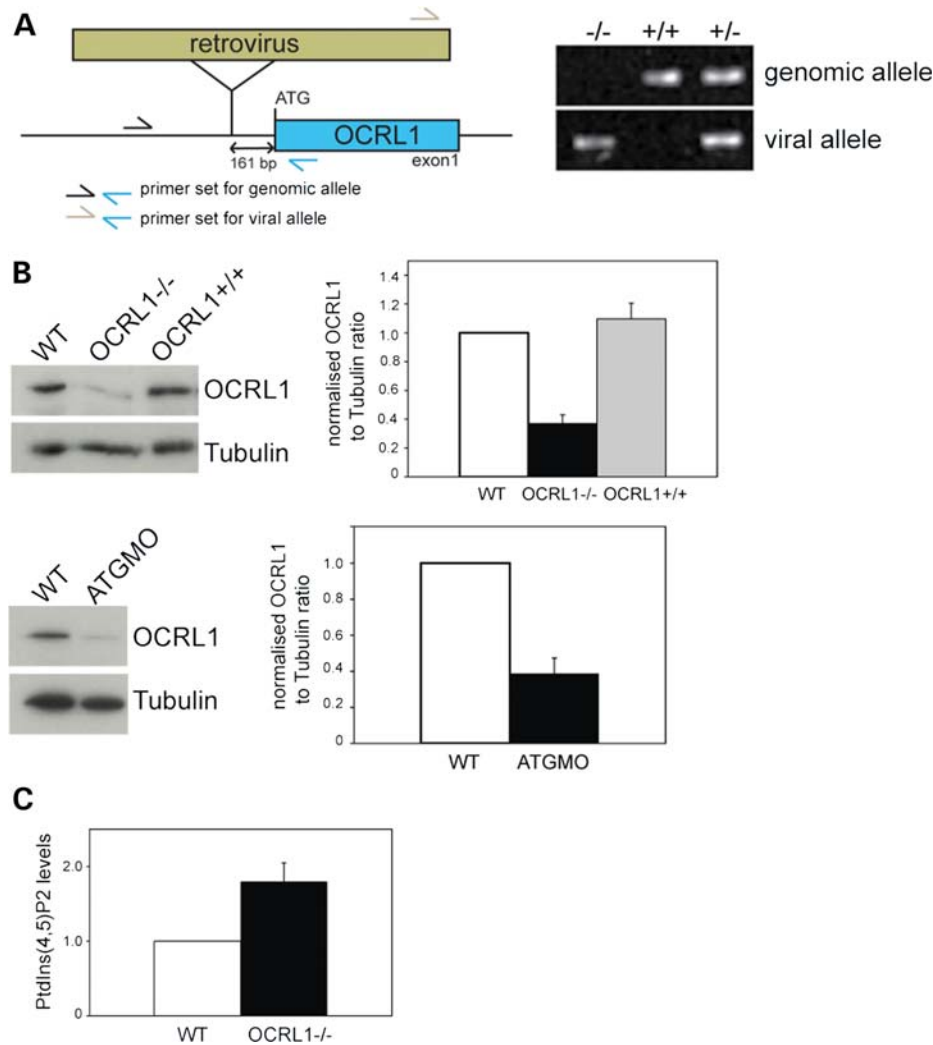 A
retrovirus
ATG
OCRL1
161 bp
exon1
primer set for genomic allele
primer set for viral allele
-/- +/+ +/-
genomic allele
viral allele
B
WT OCRL1-/- OCRL1+/+
OCRL1
Tubulin
normalised OCRL1
to Tubulin ratio
1.4
1.2
1.0
0.8
0.6
0.4
0.2
0
WT OCRL1-/- OCRL1+/+
WT ATGMO
OCRL1
Tubulin
normalised OCRL1
to Tubulin ratio
1.0
0.8
0.6
0.4
0.2
0
WT ATGMO
C
PtdIns(4,5)P2 levels
2.0
1.0
0
WT OCRL1-/-